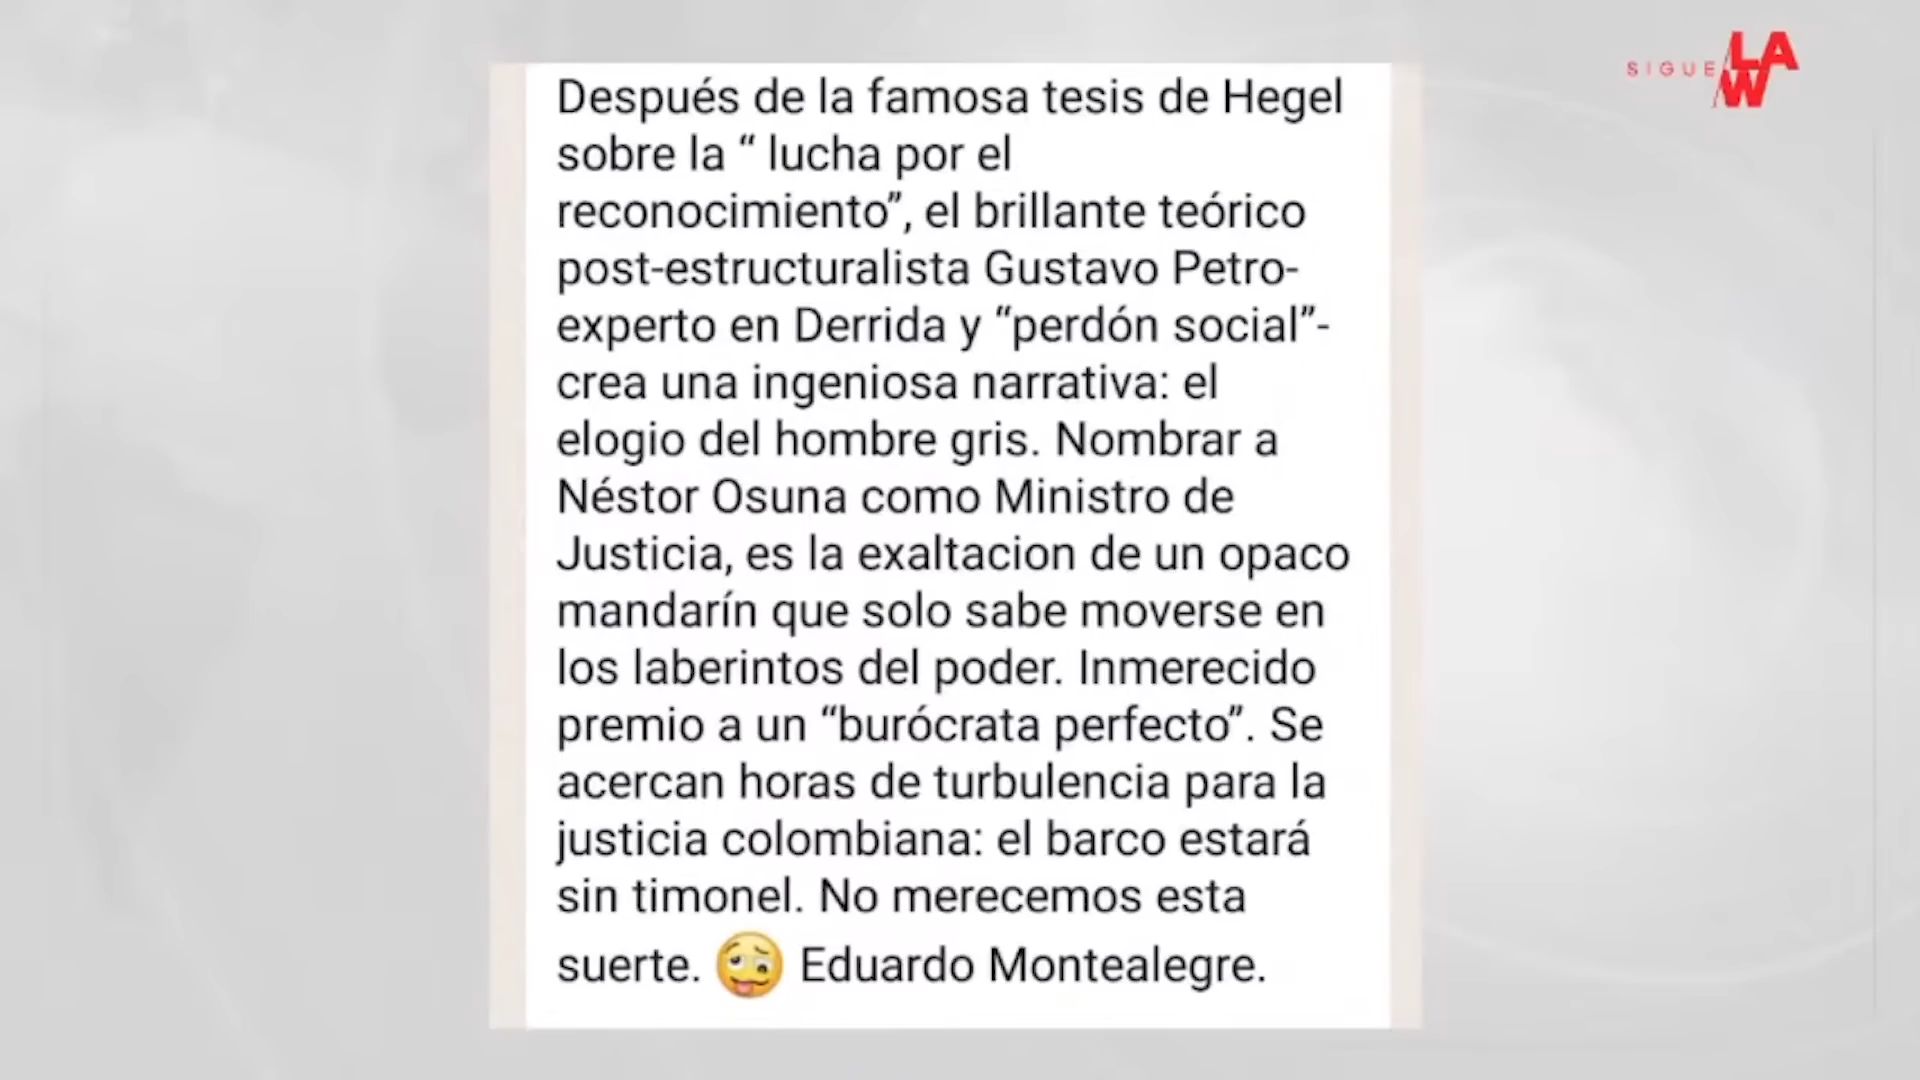 SIGUE LA W
Después de la famosa tesis de Hegel
sobre la “ lucha por el
reconocimiento”, el brillante teórico
post-estructuralista Gustavo Petro-
experto en Derrida y “perdón social”-
crea una ingeniosa narrativa: el
elogio del hombre gris. Nombrar a
Néstor Osuna como Ministro de
Justicia, es la exaltacion de un opaco
mandarín que solo sabe moverse en
los laberintos del poder. Inmerecido
premio a un “burócrata perfecto”. Se
acercan horas de turbulencia para la
justicia colombiana: el barco estará
sin timonel. No merecemos esta
suerte. 🥴 Eduardo Montealegre.